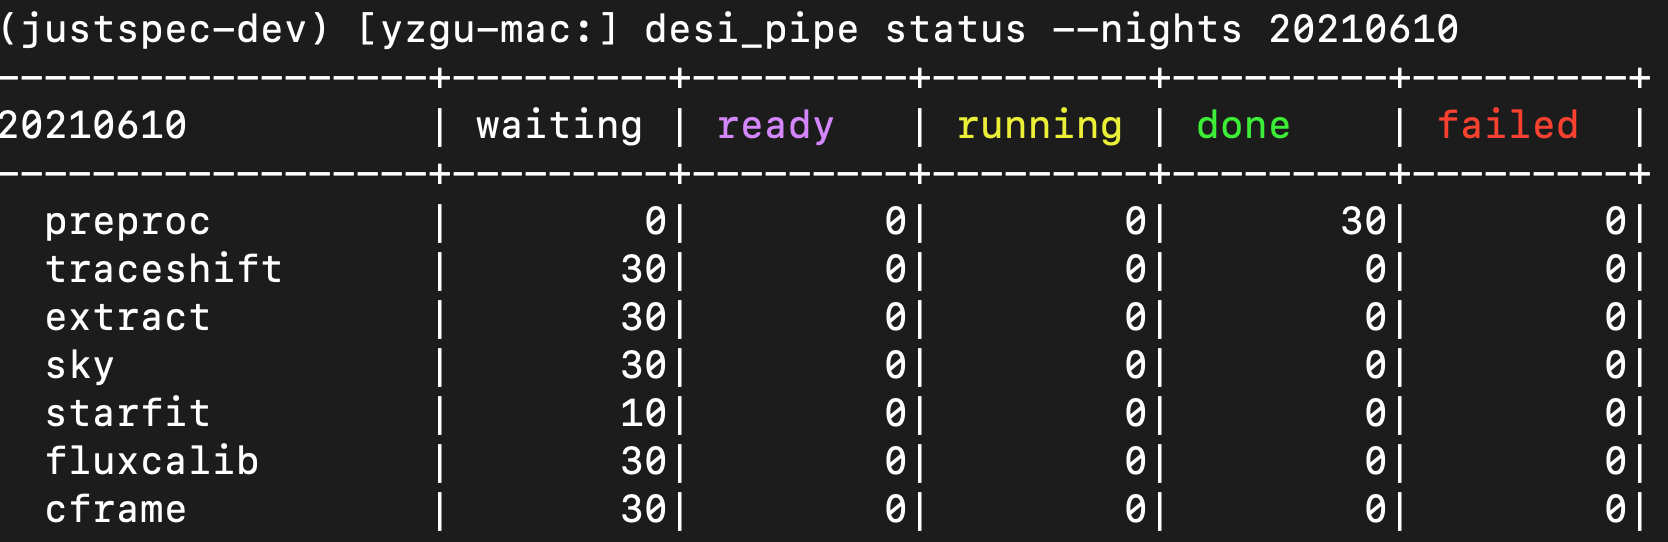 (justspec-dev) [yzgu-mac:] desi_pipe status --nights 20210610
------------------+---------+---------+---------+---------+---------+
20210610          | waiting | ready   | running | done    | failed  |
------------------+---------+---------+---------+---------+---------+
  preproc         |        0|        0|        0|       30|        0|
  traceshift      |       30|        0|        0|        0|        0|
  extract         |       30|        0|        0|        0|        0|
  sky             |       30|        0|        0|        0|        0|
  starfit         |       10|        0|        0|        0|        0|
  fluxcalib       |       30|        0|        0|        0|        0|
  cframe          |       30|        0|        0|        0|        0|